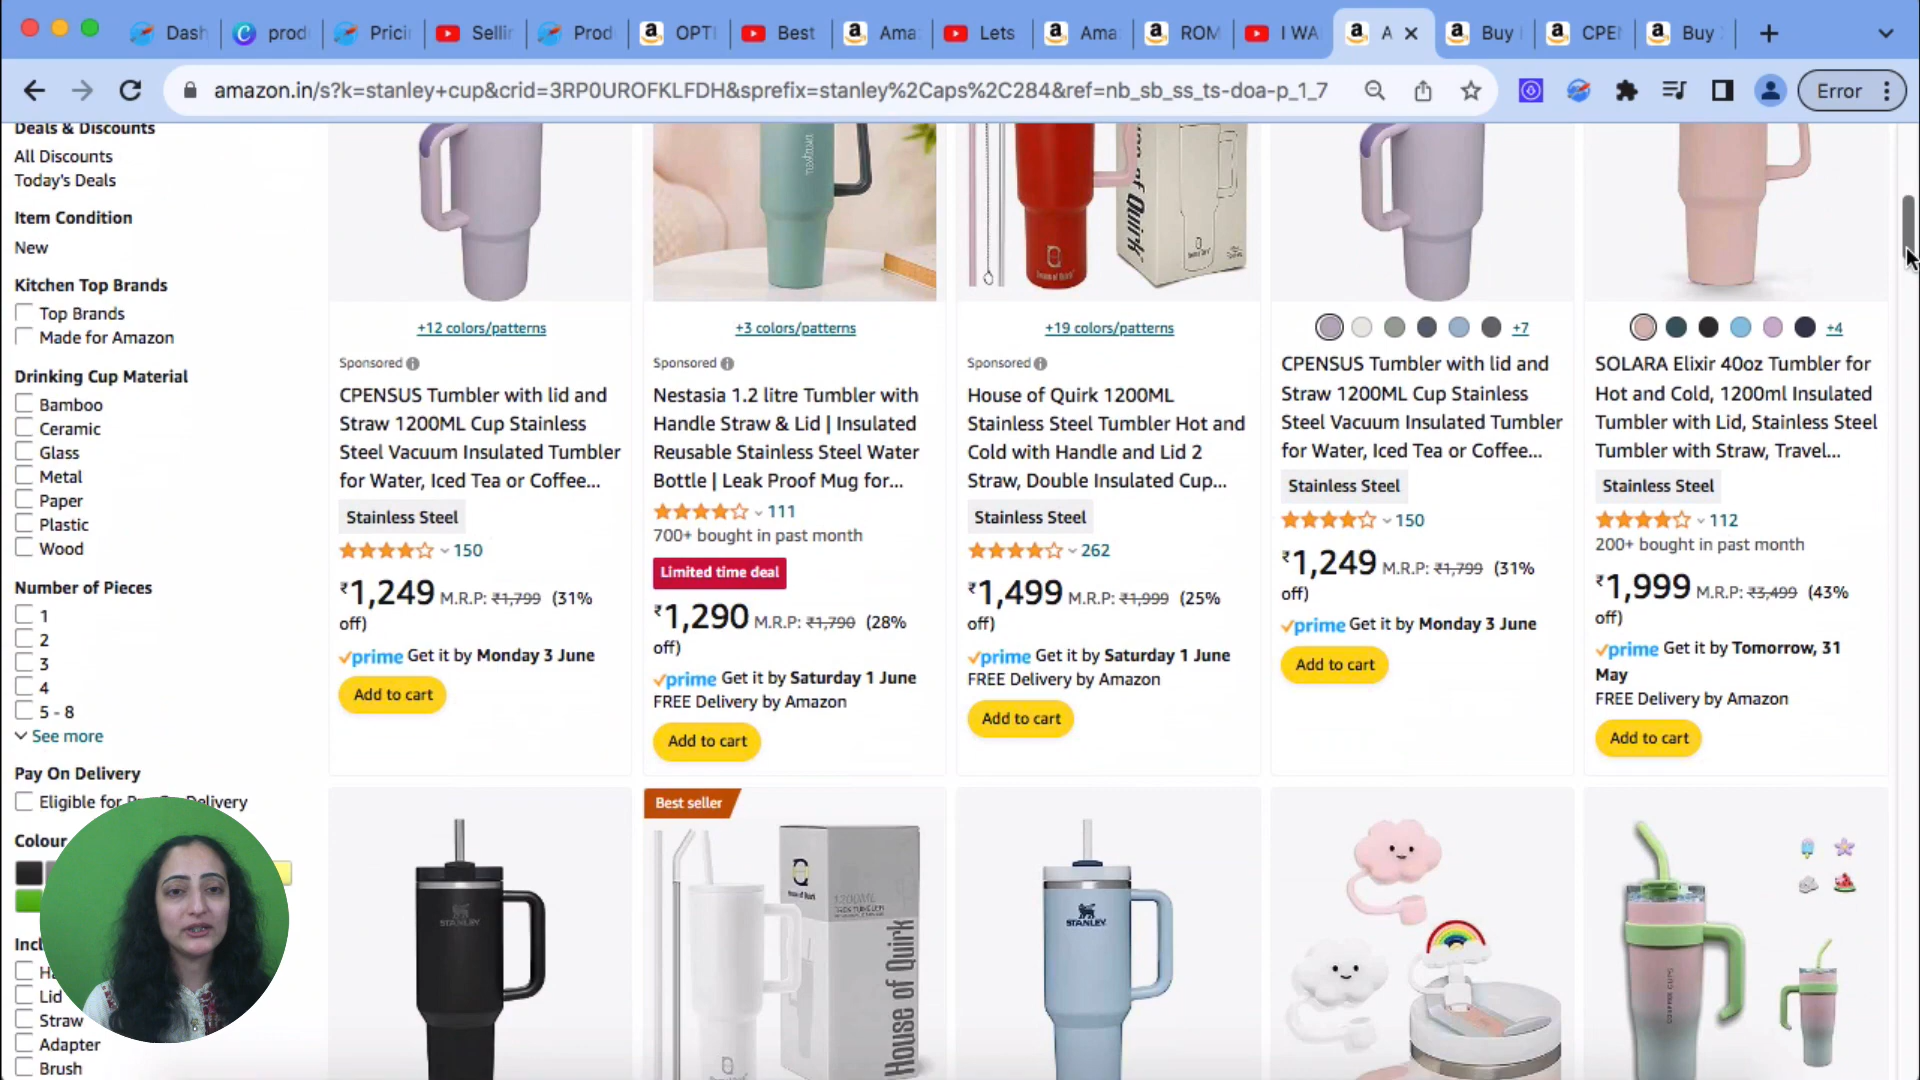 Dash
prod
Prici
Sellin
Prod
OPTI
Best
Ama
Lets
Ama
ROM
I WA
A
Buy
CPE
Buy
amazon.in/s?k=stanley+cup&crid=3RP0UROFKLFDH&sprefix=stanley%2Caps%2C284&ref=nb_sb_ss_ts-doa-p_1_7
Error
Deals & Discounts
All Discounts
Today's Deals
Item Condition
New
Kitchen Top Brands
Top Brands
Made for Amazon
Drinking Cup Material
Bamboo
Ceramic
Glass
Metal
Paper
Plastic
Wood
Number of Pieces
1
2
3
4
5 - 8
See more
Pay On Delivery
Eligible for Delivery
Colour
Lid
Straw
Adapter
Brush
+12 colors/patterns
Sponsored
CPENSUS Tumbler with lid and
Straw 1200ML Cup Stainless
Steel Vacuum Insulated Tumbler
for Water, Iced Tea or Coffee...
Stainless Steel
150
₹1,249 M.R.P: ₹1,799 (31%
off)
prime Get it by Monday 3 June
Add to cart
+3 colors/patterns
Sponsored
Nestasia 1.2 litre Tumbler with
Handle Straw & Lid | Insulated
Reusable Stainless Steel Water
Bottle | Leak Proof Mug for...
111
700+ bought in past month
Limited time deal
₹1,290 M.R.P: ₹1,790 (28%
off)
prime Get it by Saturday 1 June
FREE Delivery by Amazon
Add to cart
House of Quirk
+19 colors/patterns
Sponsored
House of Quirk 1200ML
Stainless Steel Tumbler Hot and
Cold with Handle and Lid 2
Straw, Double Insulated Cup...
Stainless Steel
262
₹1,499 M.R.P: ₹1,999 (25%
off)
prime Get it by Saturday 1 June
FREE Delivery by Amazon
Add to cart
+7
CPENSUS Tumbler with lid and
Straw 1200ML Cup Stainless
Steel Vacuum Insulated Tumbler
for Water, Iced Tea or Coffee...
Stainless Steel
150
₹1,249 M.R.P: ₹1,799 (31%
off)
prime Get it by Monday 3 June
Add to cart
+4
SOLARA Elixir 40oz Tumbler for
Hot and Cold, 1200ml Insulated
Tumbler with Lid, Stainless Steel
Tumbler with Straw, Travel...
Stainless Steel
112
200+ bought in past month
₹1,999 M.R.P: ₹3,499 (43%
off)
prime Get it by Tomorrow, 31
May
FREE Delivery by Amazon
Add to cart
STANLEY
Best seller
House of Quirk
1200ML
House of Quirk
STANLEY